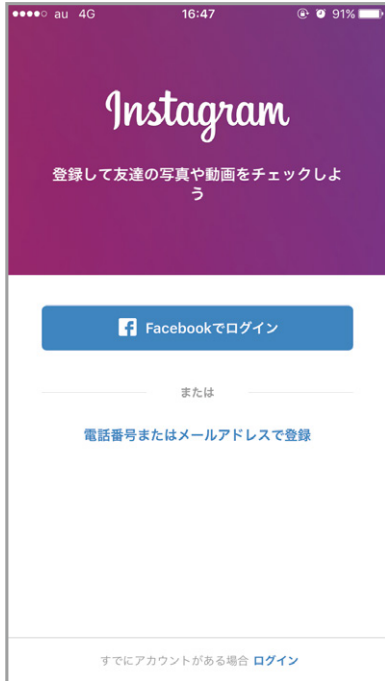 au 4G 16:47 91%
Instagram
登録して友達の写真や動画をチェックしよ
う
Facebookでログイン
または
電話番号またはメールアドレスで登録
すでにアカウントがある場合 ログイン